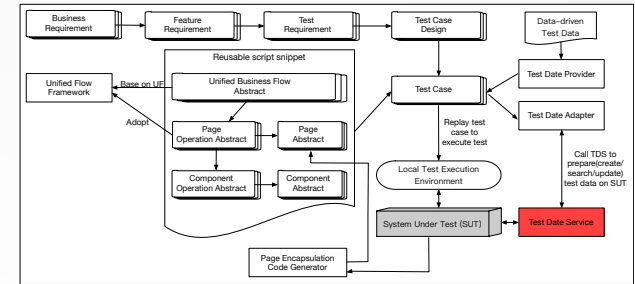 Business
Requirement
Feature
Requirement
Test
Requirement
Test Case
Design
Data-driven
Test Data
Reusable script snippet
Unified Flow
Framework
Base on UF
Unified Business Flow
Abstract
Test Case
Test Date Provider
Adopt
Page
Operation Abstract
Page
Abstract
Replay test
case to
execute test
Test Date Adapter
Component
Operation Abstract
Component
Abstract
Local Test Execution
Environment
Call TDS to
prepare(create/
search/update)
test data on SUT
System Under Test (SUT)
Test Date Service
Page Encapsulation
Code Generator